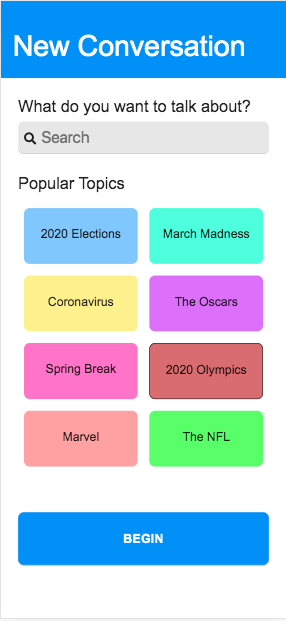 New Conversation
What do you want to talk about?
Search
Popular Topics
2020 Elections
March Madness
Coronavirus
The Oscars
Spring Break
2020 Olympics
Marvel
The NFL
BEGIN